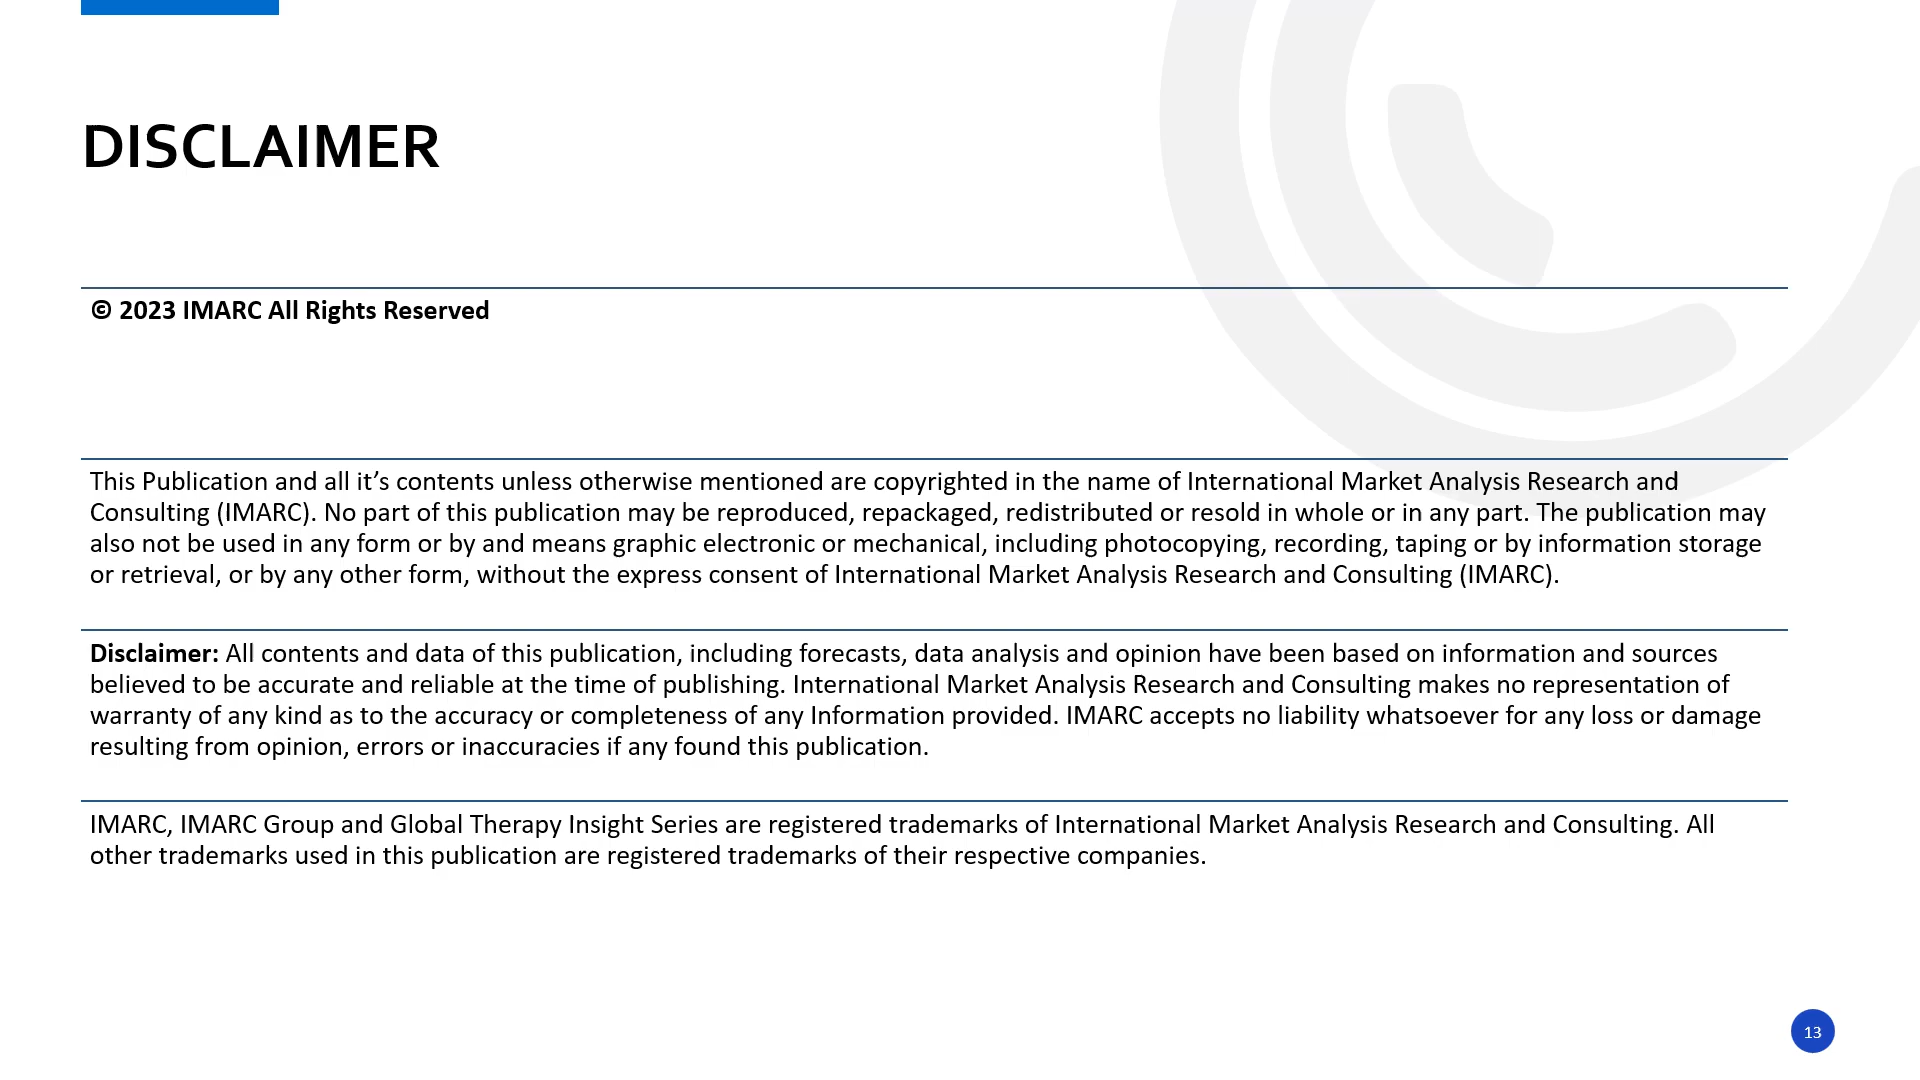 DISCLAIMER
© 2023 IMARC All Rights Reserved
This Publication and all it’s contents unless otherwise mentioned are copyrighted in the name of International Market Analysis Research and
Consulting (IMARC). No part of this publication may be reproduced, repackaged, redistributed or resold in whole or in any part. The publication may
also not be used in any form or by and means graphic electronic or mechanical, including photocopying, recording, taping or by information storage
or retrieval, or by any other form, without the express consent of International Market Analysis Research and Consulting (IMARC).
Disclaimer: All contents and data of this publication, including forecasts, data analysis and opinion have been based on information and sources
believed to be accurate and reliable at the time of publishing. International Market Analysis Research and Consulting makes no representation of
warranty of any kind as to the accuracy or completeness of any Information provided. IMARC accepts no liability whatsoever for any loss or damage
resulting from opinion, errors or inaccuracies if any found this publication.
IMARC, IMARC Group and Global Therapy Insight Series are registered trademarks of International Market Analysis Research and Consulting. All
other trademarks used in this publication are registered trademarks of their respective companies.
13